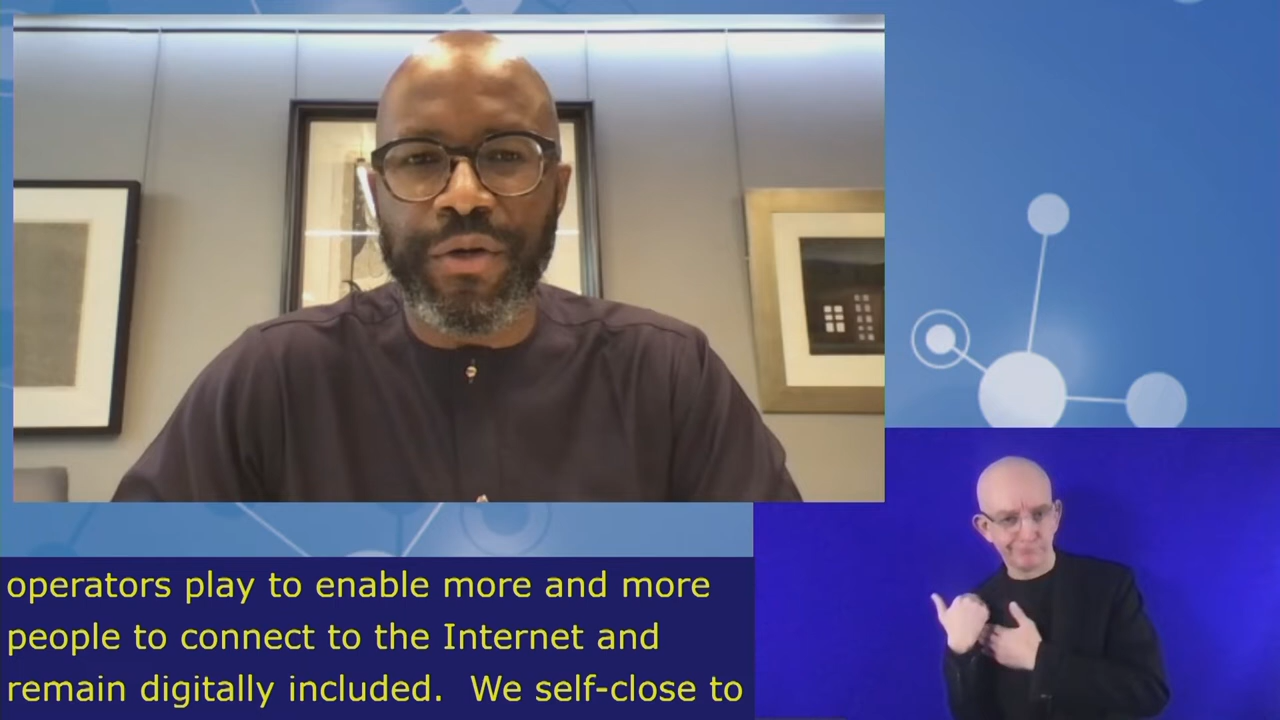 operators play to enable more and more
people to connect to the Internet and
remain digitally included.  We self-close to